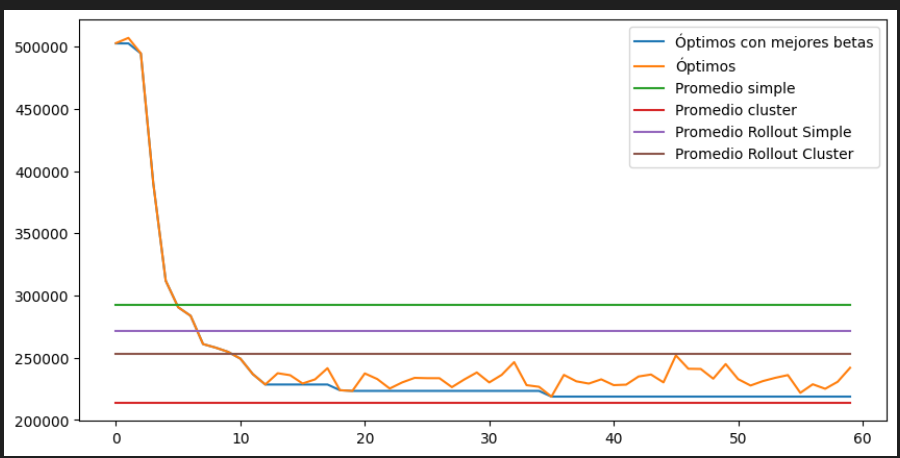 500000
450000
400000
350000
300000
250000
200000
Óptimos con mejores betas
Óptimos
Promedio simple
Promedio cluster
Promedio Rollout Simple
Promedio Rollout Cluster
0 10 20 30 40 50 60